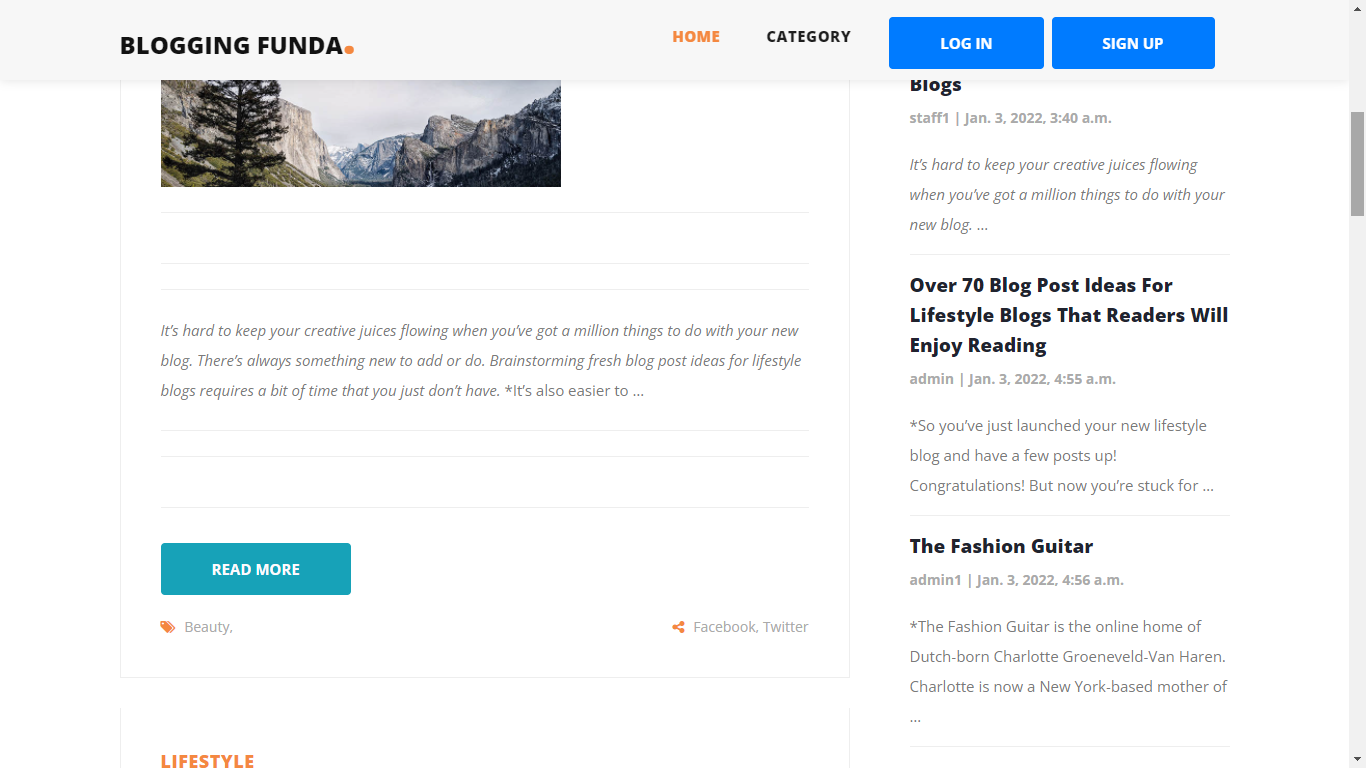 BLOGGING FUNDA.
HOME
CATEGORY
LOG IN
SIGN UP
It’s hard to keep your creative juices flowing when you’ve got a million things to do with your new
blog. There’s always something new to add or do. Brainstorming fresh blog post ideas for lifestyle
blogs requires a bit of time that you just don’t have. *It’s also easier to ...
READ MORE
Beauty,
Facebook, Twitter
LIFESTYLE
Blogs
staff1 | Jan. 3, 2022, 3:40 a.m.
It’s hard to keep your creative juices flowing
when you’ve got a million things to do with your
new blog. ...
Over 70 Blog Post Ideas For
Lifestyle Blogs That Readers Will
Enjoy Reading
admin | Jan. 3, 2022, 4:55 a.m.
*So you’ve just launched your new lifestyle
blog and have a few posts up!
Congratulations! But now you’re stuck for ...
The Fashion Guitar
admin1 | Jan. 3, 2022, 4:56 a.m.
*The Fashion Guitar is the online home of
Dutch-born Charlotte Groeneveld-Van Haren.
Charlotte is now a New York-based mother of
...